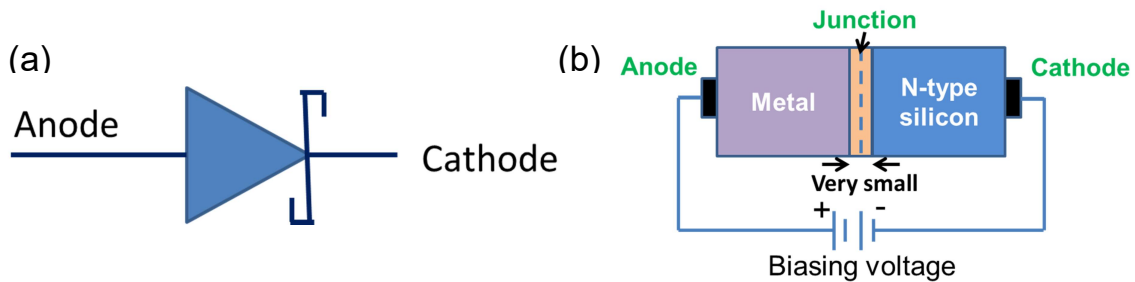 (a)
Anode
Cathode
(b)
Junction
Anode
Cathode
Metal
N-type
silicon
Very small
+ -
Biasing voltage